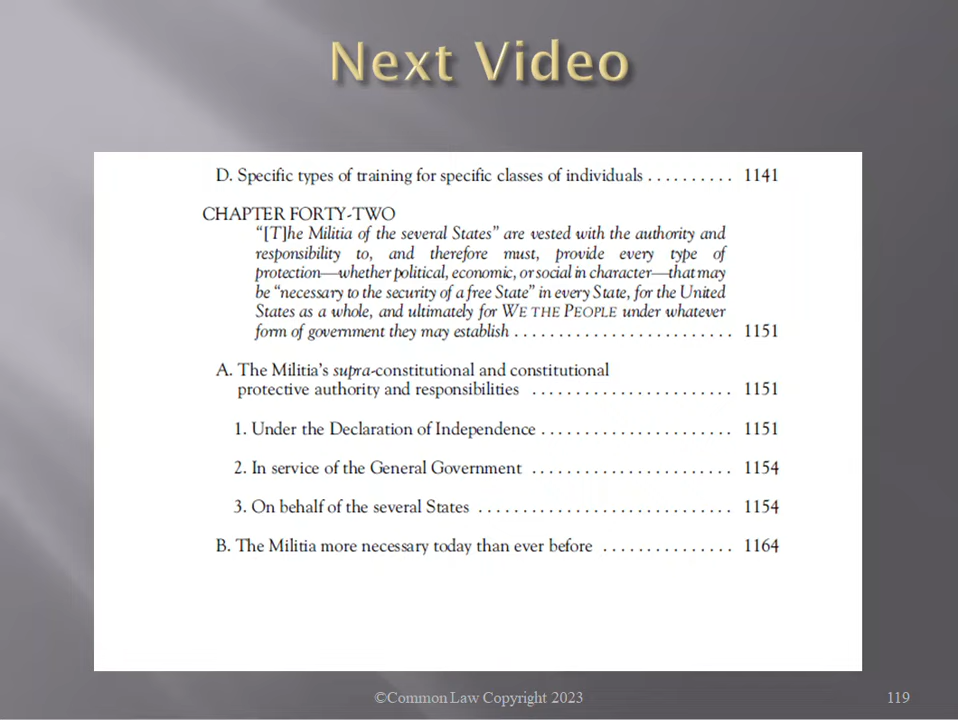 Next Video
D. Specific types of training for specific classes of individuals . . . . . . . . . . 1141
CHAPTER FORTY-TWO
“[T]he Militia of the several States” are vested with the authority and
responsibility to, and therefore must, provide every type of
protection—whether political, economic, or social in character—that may
be “necessary to the security of a free State” in every State, for the United
States as a whole, and ultimately for WE THE PEOPLE under whatever
form of government they may establish . . . . . . . . . . . . . . . . . . . . . . . . . 1151
A. The Militia’s supra-constitutional and constitutional
protective authority and responsibilities . . . . . . . . . . . . . . . . . . . . . . . 1151
1. Under the Declaration of Independence . . . . . . . . . . . . . . . . . . . . . . 1151
2. In service of the General Government . . . . . . . . . . . . . . . . . . . . . . . 1154
3. On behalf of the several States . . . . . . . . . . . . . . . . . . . . . . . . . . . . . 1154
B. The Militia more necessary today than ever before . . . . . . . . . . . . . . . 1164
©Common Law Copyright 2023
119